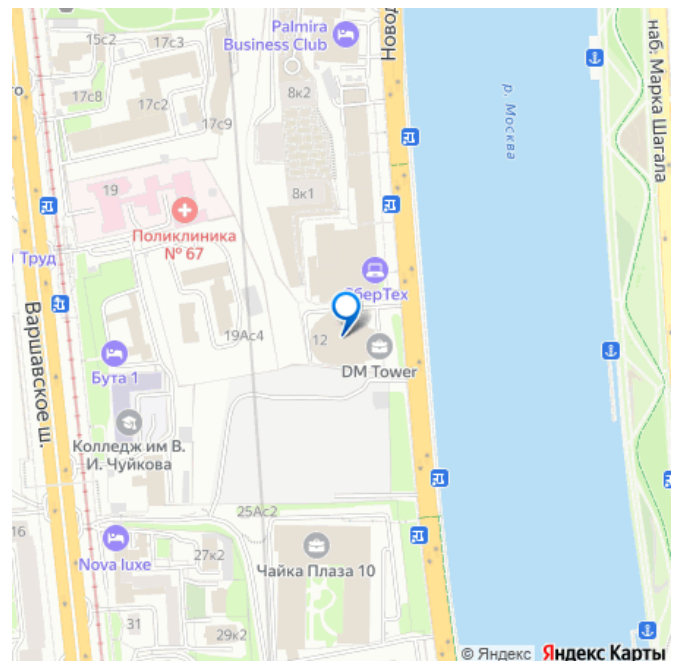 15с2
17с3
Palmira
Business Club
Новод
наб. Марка Шагала
17с8
17с2
8к2
17с9
р. Москва
19
8к1
Поликлиника
№ 67
Труд
СберТех
Варшавское ш.
19Ас4
12
DM Tower
Бута 1
Колледж им В.
И. Чуйкова
25Ас2
16
Nova luxe
27к2
Чайка Плаза 10
31
29к2
© Яндекс Яндекс Карты